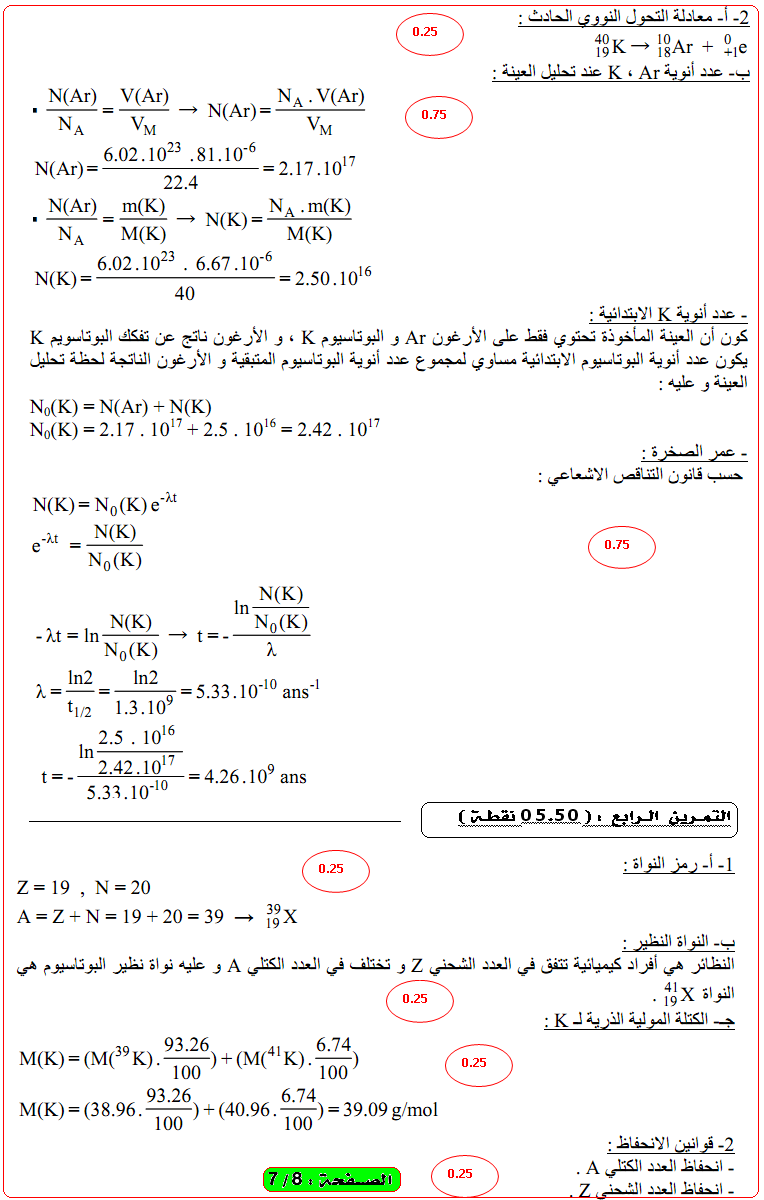 2- أ- معادلة التحول النووي الحادث :
0.25
⁴⁰₁₉K → ¹⁰₁₈Ar + ⁰₊₁e
ب- عدد أنوية K ، Ar عند تحليل العينة :
▪ N(Ar)/N_A = V(Ar)/V_M → N(Ar) = N_A . V(Ar)/V_M
0.75
N(Ar) = 6.02.10²³ .81.10⁻⁶/22.4 = 2.17.10¹⁷
▪ N(Ar)/N_A = m(K)/M(K) → N(K) = N_A . m(K)/M(K)
N(K) = 6.02.10²³ . 6.67.10⁻⁶/40 = 2.50.10¹⁶
- عدد أنوية K الابتدائية :
كون أن العينة المأخوذة تحتوي فقط على الأرغون Ar و البوتاسيوم K ، و الأرغون ناتج عن تفكك البوتاسويم K
يكون عدد أنوية البوتاسيوم الابتدائية مساوي لمجموع عدد أنوية البوتاسيوم المتبقية و الأرغون الناتجة لحظة تحليل
العينة و عليه :
N₀(K) = N(Ar) + N(K)
N₀(K) = 2.17 . 10¹⁷ + 2.5 . 10¹⁶ = 2.42 . 10¹⁷
- عمر الصخرة :
حسب قانون التناقص الاشعاعي :
N(K) = N₀(K) e^-λt
e^-λt = N(K)/N₀(K)
0.75
- λt = ln N(K)/N₀(K) → t = - ln (N(K)/N₀(K)) / λ
λ = ln2/t₁/₂ = ln2/1.3.10⁹ = 5.33.10⁻¹⁰ ans⁻¹
t = - ln (2.5 . 10¹⁶/2.42.10¹⁷) / 5.33.10⁻¹⁰ = 4.26.10⁹ ans
التمرين الرابع : ( 05.50 نقطة )
1- أ- رمز النواة :
0.25
Z = 19 , N = 20
A = Z + N = 19 + 20 = 39 → ³⁹₁₉X
ب- النواة النظير :
النظائر هي أفراد كيميائية تتفق في العدد الشحني Z و تختلف في العدد الكتلي A و عليه نواة نظير البوتاسيوم هي
النواة ⁴¹₁₉X .
0.25
جـ- الكتلة المولية الذرية لـ K :
M(K) = (M(³⁹K). 93.26/100) + (M(⁴¹K). 6.74/100)
0.25
M(K) = (38.96. 93.26/100) + (40.96. 6.74/100) = 39.09 g/mol
2- قوانين الانحفاظ :
- انحفاظ العدد الكتلي A .
0.25
- انحفاظ العدد الشحني Z .
الصفحة : 7/8